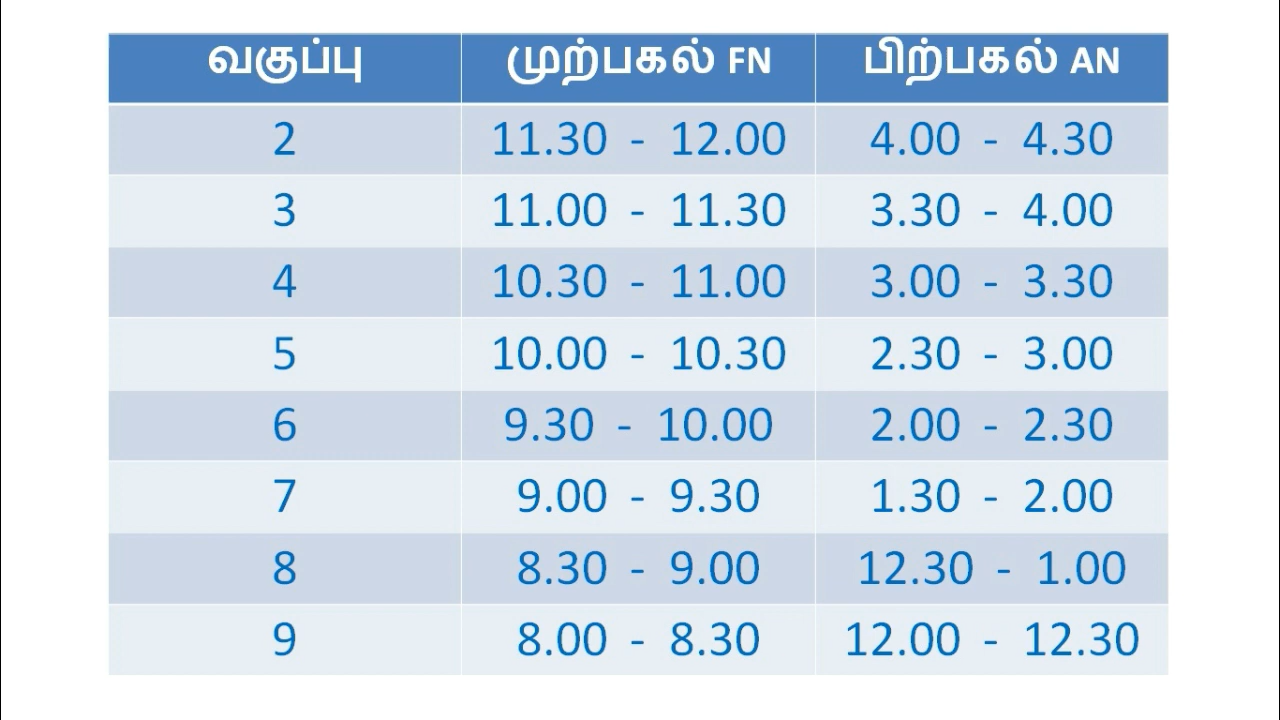 வகுப்பு முற்பகல் FN பிற்பகல் AN
2 11.30 - 12.00 4.00 - 4.30
3 11.00 - 11.30 3.30 - 4.00
4 10.30 - 11.00 3.00 - 3.30
5 10.00 - 10.30 2.30 - 3.00
6 9.30 - 10.00 2.00 - 2.30
7 9.00 - 9.30 1.30 - 2.00
8 8.30 - 9.00 12.30 - 1.00
9 8.00 - 8.30 12.00 - 12.30